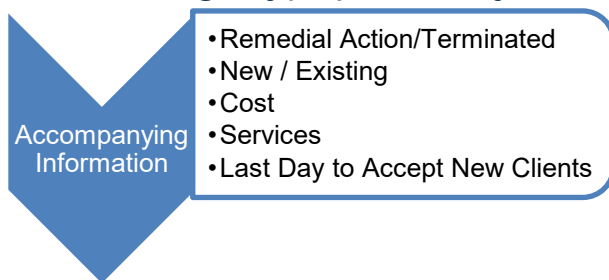 Accompanying
Information
•Remedial Action/Terminated
•New / Existing
•Cost
•Services
•Last Day to Accept New Clients